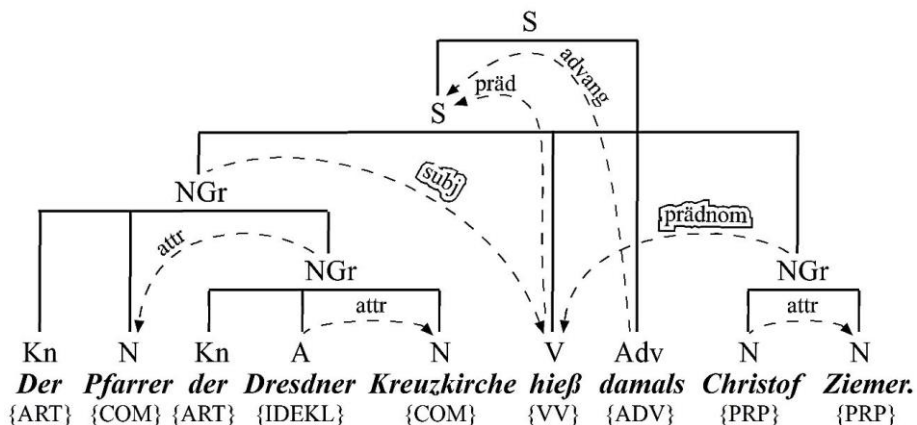 S
advang
präd
S
subj
NGr
prädnom
attr
NGr
NGr
attr
attr
Kn N Kn A N V Adv N N
Der Pfarrer der Dresdner Kreuzkirche hieß damals Christof Ziemer.
{ART} {COM} {ART} {IDEKL} {COM} {VV} {ADV} {PRP} {PRP}